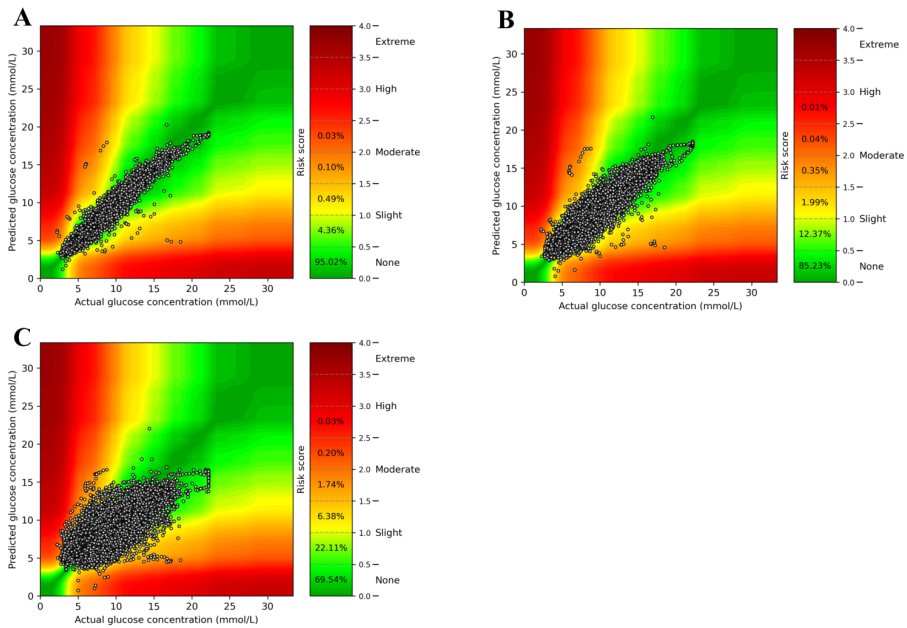 A
Predicted glucose concentration (mmol/L)
30
25
20
15
10
5
0
0 5 10 15 20 25 30
Actual glucose concentration (mmol/L)
4.0
3.5
3.0
2.5
2.0
1.5
1.0
0.5
0.0
Extreme
High
Moderate
Slight
None
0.03%
0.10%
0.49%
4.36%
95.02%
Risk score
B
Predicted glucose concentration (mmol/L)
30
25
20
15
10
5
0
0 5 10 15 20 25 30
Actual glucose concentration (mmol/L)
4.0
3.5
3.0
2.5
2.0
1.5
1.0
0.5
0.0
Extreme
High
Moderate
Slight
None
0.01%
0.04%
0.35%
1.99%
12.37%
85.23%
Risk score
C
Predicted glucose concentration (mmol/L)
30
25
20
15
10
5
0
0 5 10 15 20 25 30
Actual glucose concentration (mmol/L)
4.0
3.5
3.0
2.5
2.0
1.5
1.0
0.5
0.0
Extreme
High
Moderate
Slight
None
0.03%
0.20%
1.74%
6.38%
22.11%
69.54%
Risk score